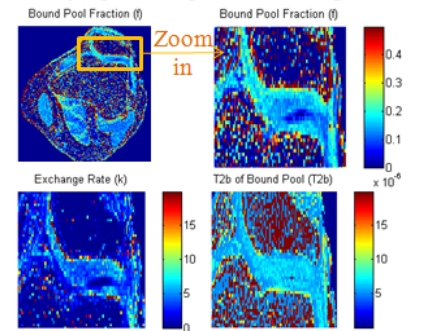 Bound Pool Fraction (f)
Bound Pool Fraction (f)
Zoom
in
0.4
0.3
0.2
0.1
0
Exchange Rate (k)
T2b of Bound Pool (T2b)
x 10⁻⁶
15
10
5
0
15
10
5